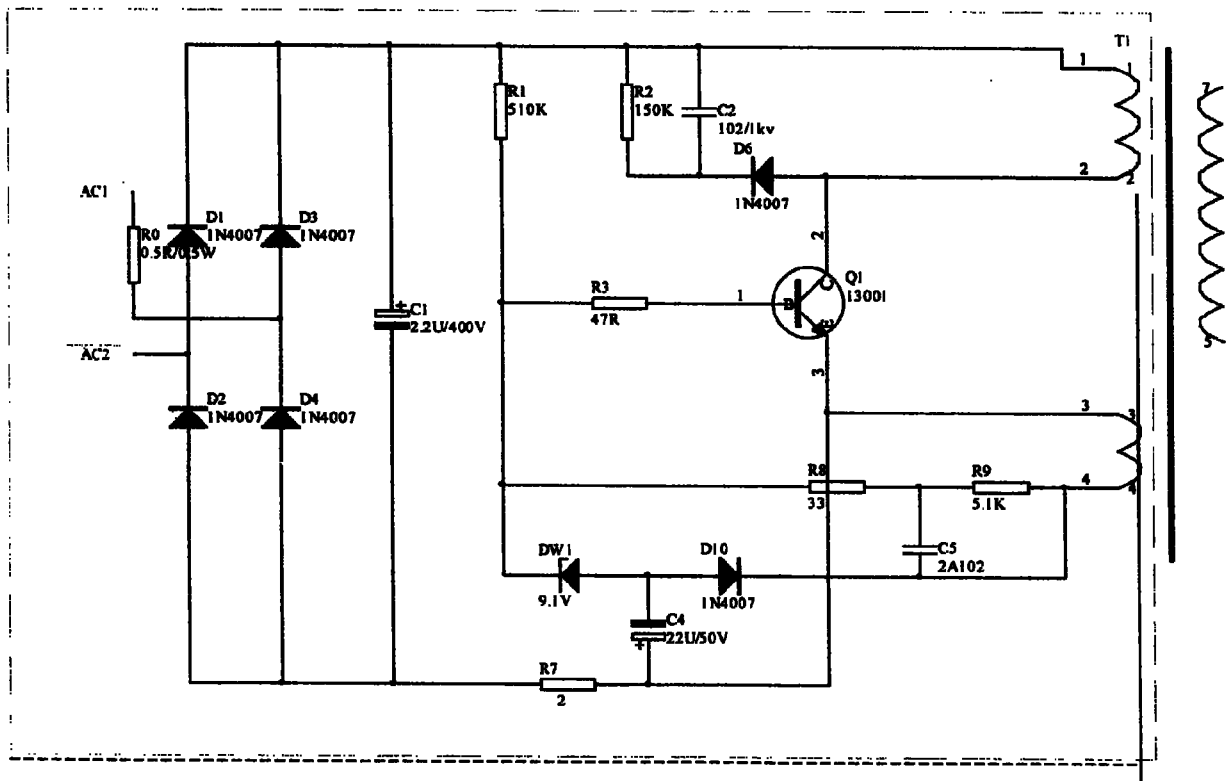 T1
1
7
R1
510K
R2
150K
C2
102/1kv
D6
1N4007
2
2
AC1
R0
0.5R/0.5W
D1
1N4007
D3
1N4007
2
Q1
13001
R3
47R
1
B
C1
2.2U/400V
+
AC2
5
3
D2
1N4007
D4
1N4007
3
3
R8
33
R9
5.1K
4
4
DW1
9.1V
D10
1N4007
C5
2A102
C4
22U/50V
+
R7
2